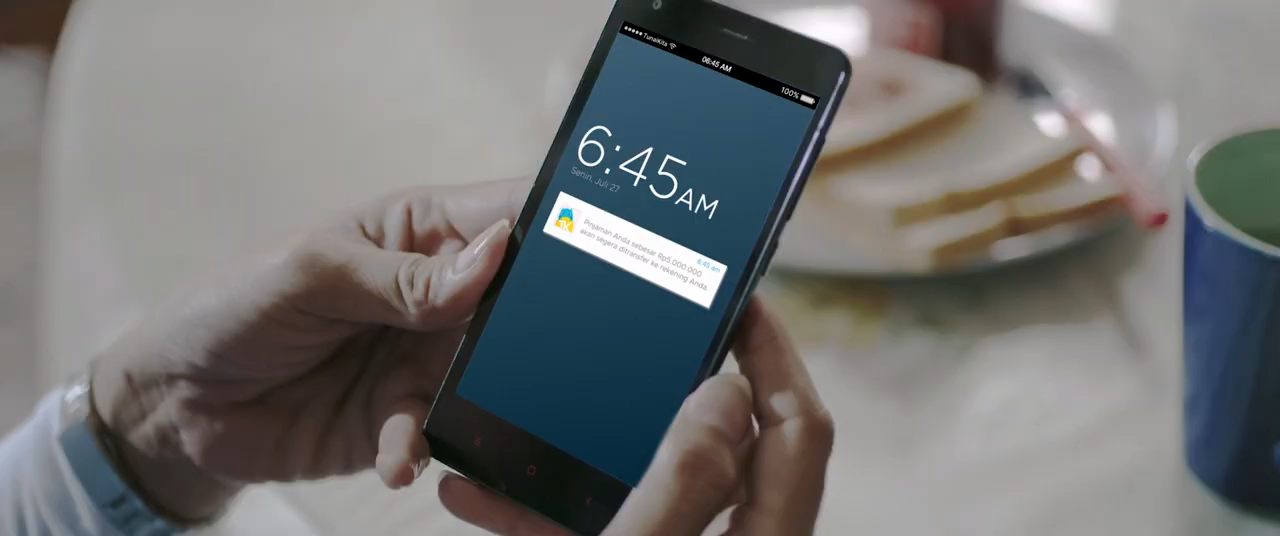 TunaiKita
06:45 AM
100%
6:45AM
Senin, Juli 27
6:45 am
Pinjaman Anda sebesar Rp5.000.000
akan segera ditransfer ke rekening Anda.